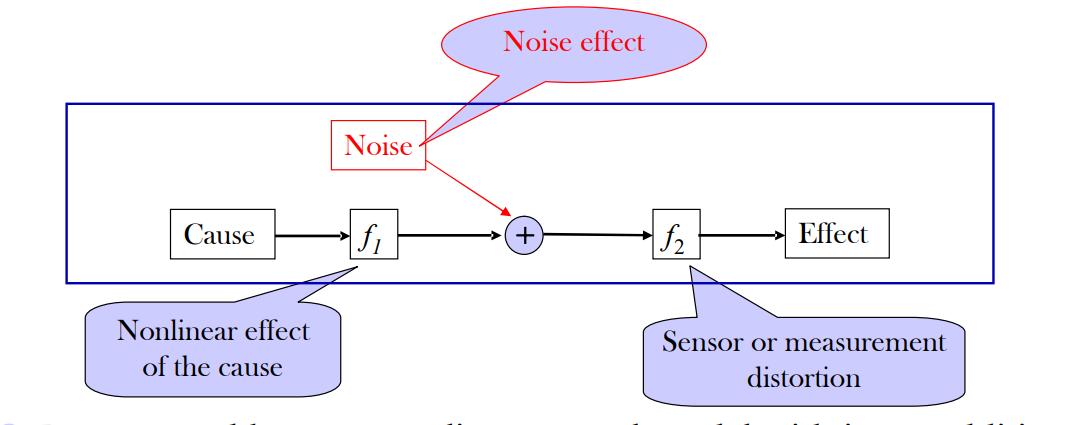 Noise effect
Noise
Cause
f1
+
f2
Effect
Nonlinear effect
of the cause
Sensor or measurement
distortion